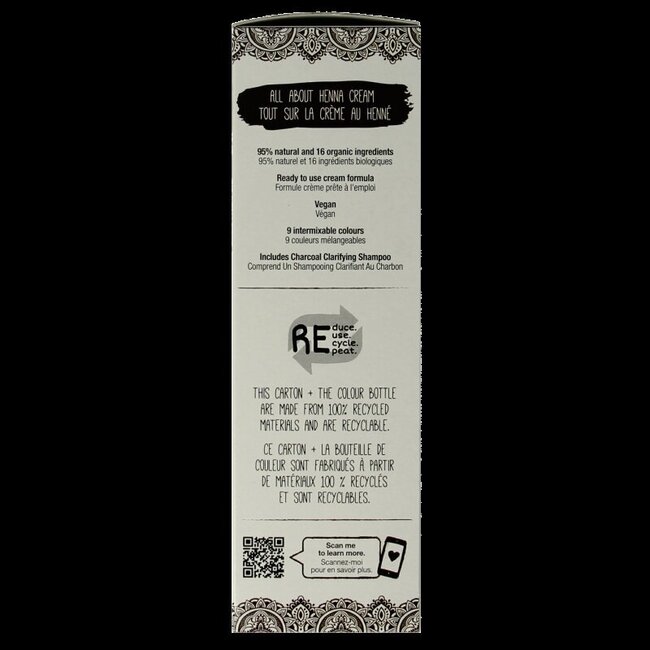 ALL ABOUT HENNA CREAM
TOUT SUR LA CRÈME AU HENNÉ
95% natural and 16 organic ingredients
95% naturel et 16 ingrédients biologiques
Ready to use cream formula
Formule crème prête à l'emploi
Vegan
Végan
9 intermixable colours
9 couleurs mélangeables
Includes Charcoal Clarifying Shampoo
Comprend Un Shampooing Clarifiant Au Charbon
REduce.
use.
cycle.
peat.
THIS CARTON + THE COLOUR BOTTLE
ARE MADE FROM 100% RECYCLED
MATERIALS AND ARE RECYCLABLE.
CE CARTON + LA BOUTEILLE DE
COULEUR SONT FABRIQUÉS À PARTIR
DE MATÉRIAUX 100 % RECYCLÉS
ET SONT RECYCLABLES.
Scan me
to learn more.
Scannez-moi
pour en savoir plus.